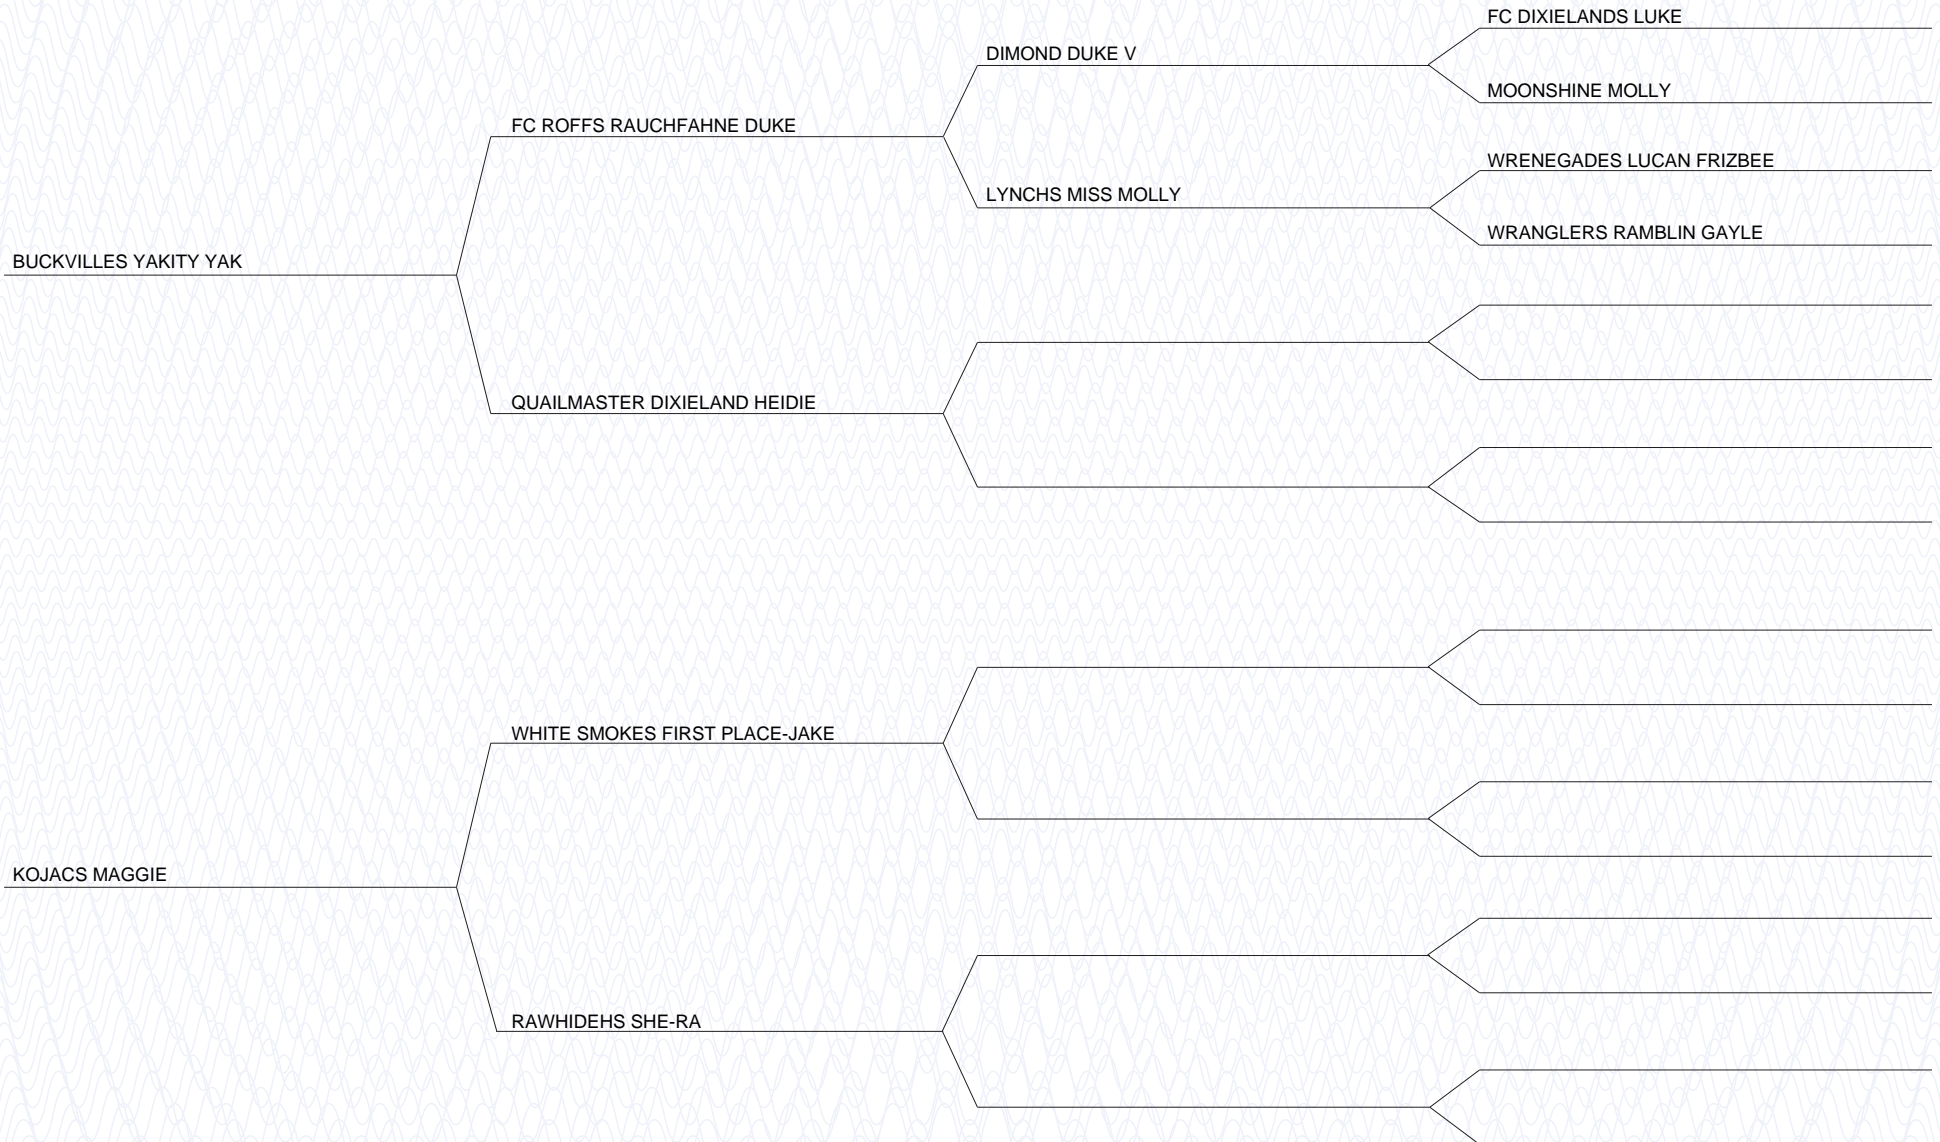 FC DIXIELANDS LUKE
DIMOND DUKE V
MOONSHINE MOLLY
FC ROFFS RAUCHFAHNE DUKE
WRENEGADES LUCAN FRIZBEE
LYNCHS MISS MOLLY
WRANGLERS RAMBLIN GAYLE
BUCKVILLES YAKITY YAK
QUAILMASTER DIXIELAND HEIDIE
WHITE SMOKES FIRST PLACE-JAKE
KOJACS MAGGIE
RAWHIDEHS SHE-RA